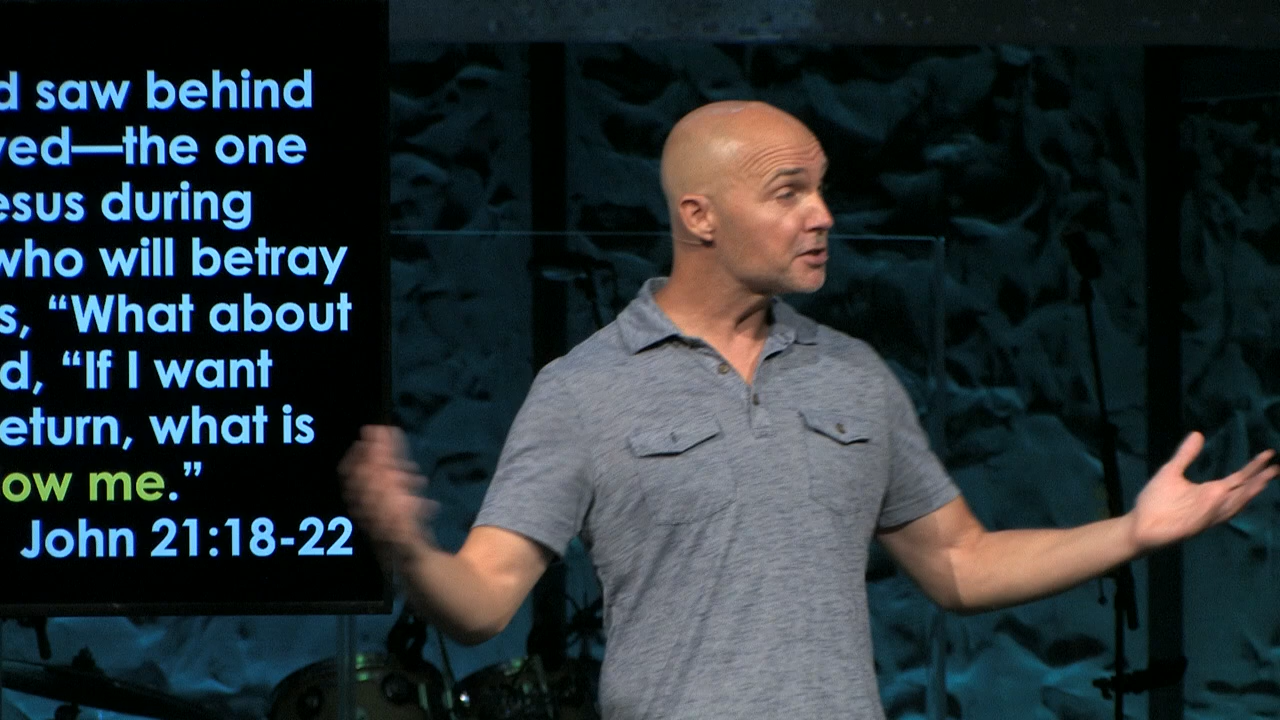 d saw behind
ved—the one
esus during
who will betray
s, “What about
d, “If I want
eturn, what is
ow me.”
John 21:18-22